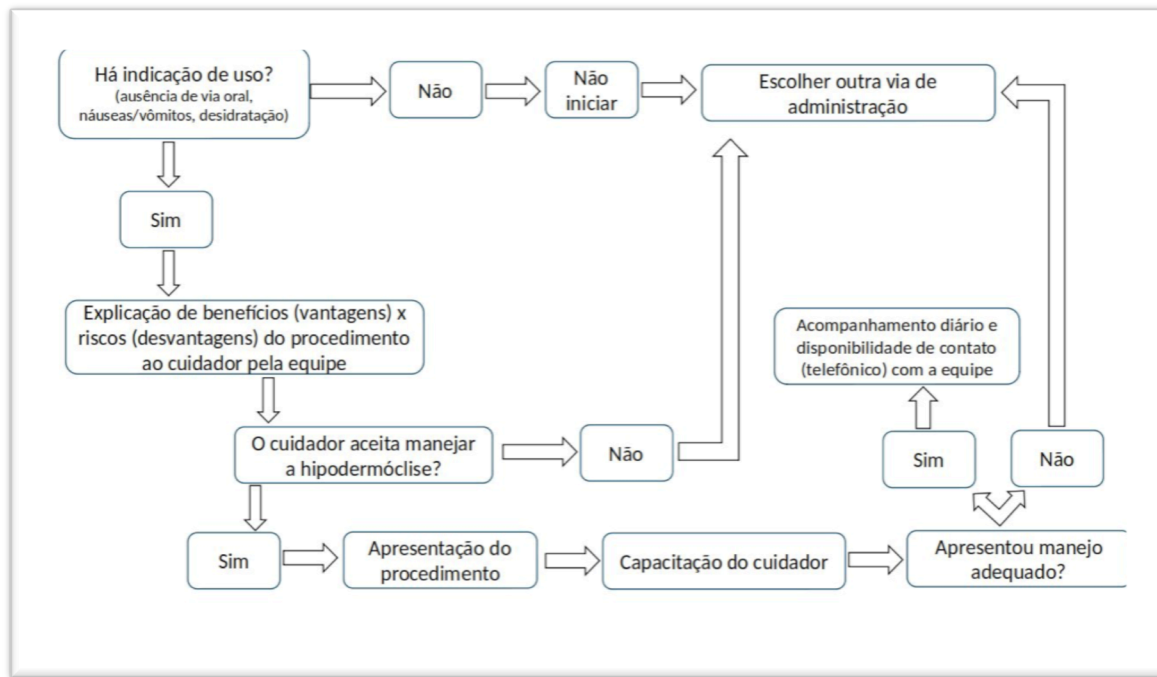 Há indicação de uso?
(ausência de via oral,
náuseas/vômitos, desidratação)
Não
Não
iniciar
Escolher outra via de
administração
Sim
Explicação de benefícios (vantagens) x
riscos (desvantagens) do procedimento
ao cuidador pela equipe
Acompanhamento diário e
disponibilidade de contato
(telefônico) com a equipe
O cuidador aceita manejar
a hipodermóclise?
Não
Sim
Não
Sim
Apresentação do
procedimento
Capacitação do cuidador
Apresentou manejo
adequado?